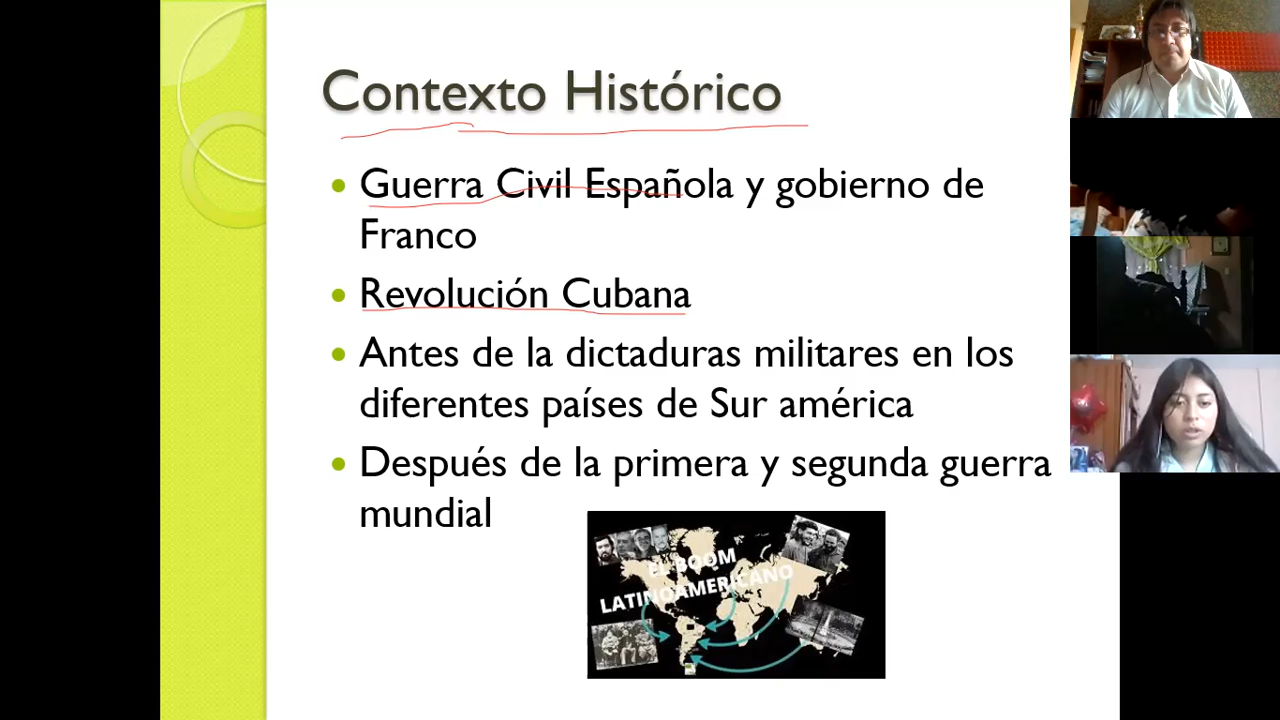 Contexto Histórico
Guerra Civil Española y gobierno de
Franco
Revolución Cubana
Antes de la dictaduras militares en los
diferentes países de Sur américa
Después de la primera y segunda guerra
mundial
EL BOOM
LATINOAMERICANO